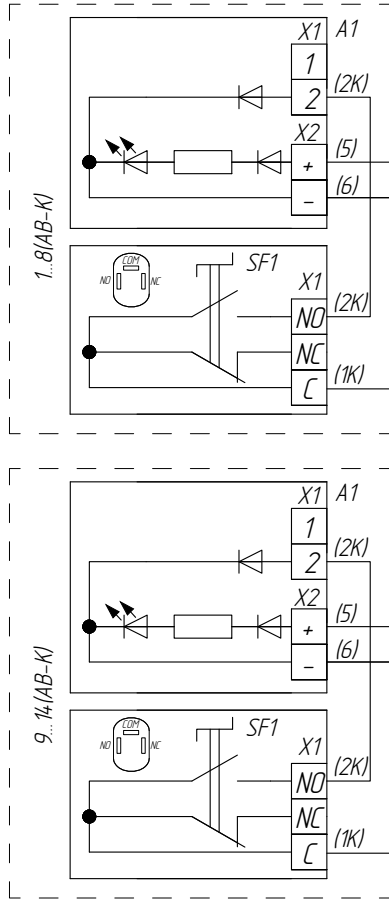 X1 A1
1
2 (2K)
X2
+ (5)
− (6)
1...8(AB-K)
COM
NO NC
SF1
X1
NO (2K)
NC
C (1K)
X1 A1
1
2 (2K)
X2
+ (5)
− (6)
9...14(AB-K)
COM
NO NC
SF1
X1
NO (2K)
NC
C (1K)